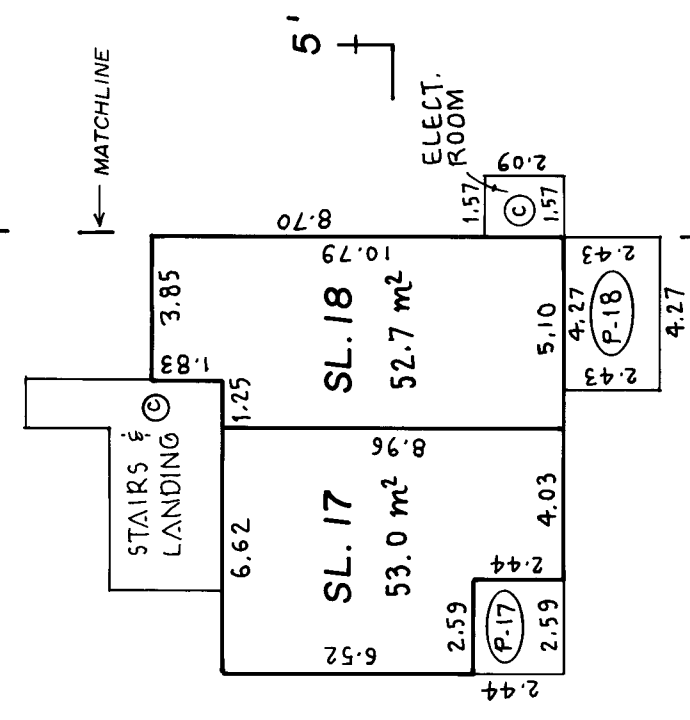 5'
MATCHLINE
ELECT.
ROOM
2.09
1.57
C
1.57
8.70
10.79
3.85
1.83
1.25
SL. 18
52.7 m²
5.10
2.43
4.27
P-18
2.43
4.27
C
STAIRS &
LANDING
8.96
6.62
SL. 17
53.0 m²
4.03
2.44
2.59
6.52
P-17
2.59
2.44